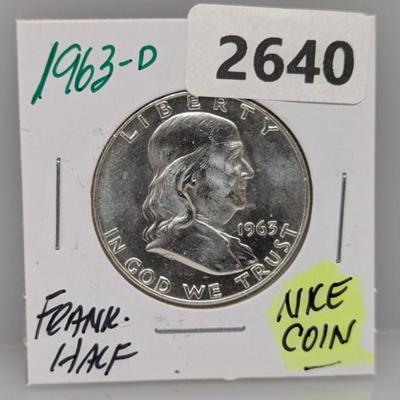 1963-D
2640
LIBERTY
1963
IN GOD WE TRUST
FRANK.
HALF
NICE
COIN